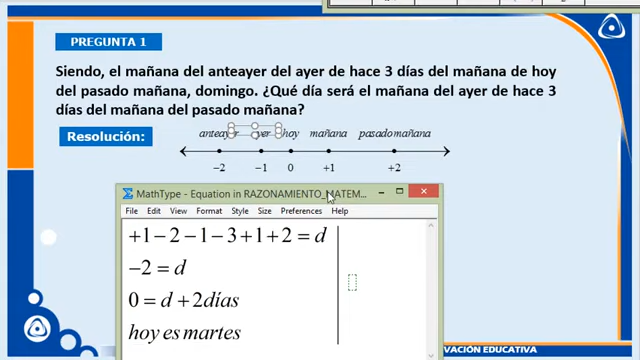 PREGUNTA 1
Siendo, el mañana del anteayer del ayer de hace 3 días del mañana de hoy
del pasado mañana, domingo. ¿Qué día será el mañana del ayer de hace 3
días del mañana del pasado mañana?
Resolución:
anteayer ayer hoy mañana pasado mañana
−2 −1 0 +1 +2
MathType - Equation in RAZONAMIENTO_MATEM...
File Edit View Format Style Size Preferences Help
+1−2−1−3+1+2 = d
−2 = d
0 = d + 2días
hoy es martes
VACIÓN EDUCATIVA